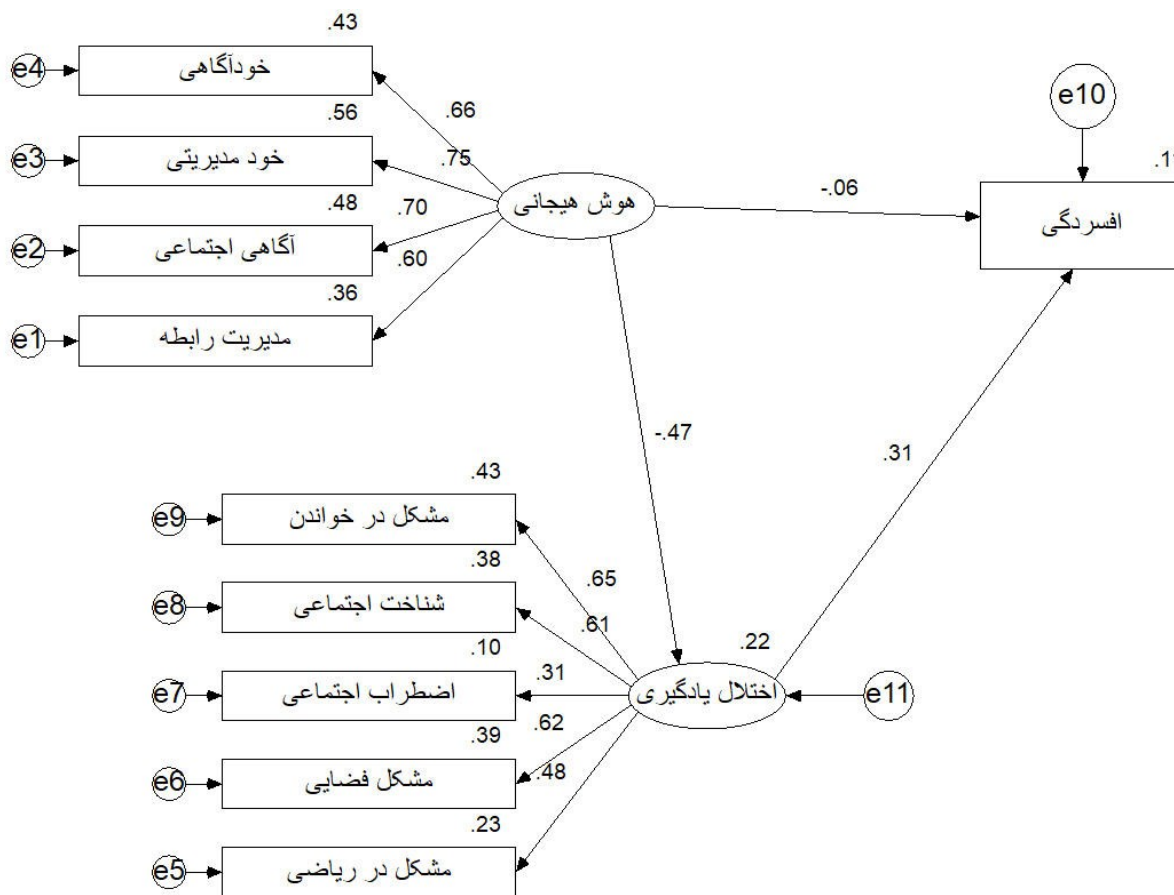 .43
e4
خودآگاهی
.66
.56
e3
خود مدیریتی
.75
.48
e2
آگاهی اجتماعی
.70
.36
e1
مدیریت رابطه
.60
هوش هیجانی
-.06
e10
افسردگی
-.47
.31
.43
e9
مشکل در خواندن
.65
.38
e8
شناخت اجتماعی
.61
.10
e7
اضطراب اجتماعی
.31
.39
e6
مشکل فضایی
.62
.23
e5
مشکل در ریاضی
.48
.22
اختلال یادگیری
e11